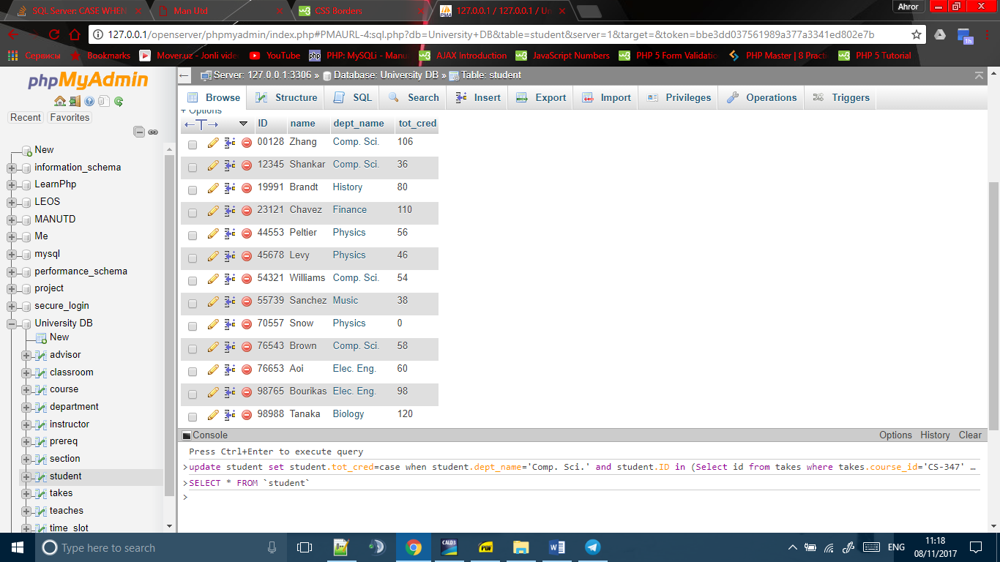 SQL Server: CASE WHEN
Man Utd
CSS Borders
127.0.0.1 / 127.0.0.1 / Un
Ahror
127.0.0.1/openserver/phpmyadmin/index.php#PMAURL-4:sql.php?db=University+DB&table=student&server=1&target=&token=bbe3dd037561989a377a3341ed802e7b
1h
Сервисы
Bookmarks
Mover.uz - Jonli vide
YouTube
PHP: MySQLi - Manu
AJAX Introduction
JavaScript Numbers
PHP 5 Form Validatio
PHP Master | 8 Practi
PHP 5 Tutorial
phpMyAdmin
Recent Favorites
New
information_schema
LearnPhp
LEOS
MANUTD
Me
mysql
performance_schema
project
secure_login
University DB
New
advisor
classroom
course
department
instructor
prereq
section
student
takes
teaches
time_slot
Server: 127.0.0.1:3306 » Database: University DB » Table: student
Browse Structure SQL Search Insert Export Import Privileges Operations Triggers
+ Options
ID name dept_name tot_cred
00128 Zhang Comp. Sci. 106
12345 Shankar Comp. Sci. 36
19991 Brandt History 80
23121 Chavez Finance 110
44553 Peltier Physics 56
45678 Levy Physics 46
54321 Williams Comp. Sci. 54
55739 Sanchez Music 38
70557 Snow Physics 0
76543 Brown Comp. Sci. 58
76653 Aoi Elec. Eng. 60
98765 Bourikas Elec. Eng. 98
98988 Tanaka Biology 120
Console Options History Clear
Press Ctrl+Enter to execute query
>update student set student.tot_cred=case when student.dept_name='Comp. Sci.' and student.ID in (Select id from takes where takes.course_id='CS-347' …
>SELECT * FROM `student`
>
Type here to search
CALD3
PDF
W
ENG
11:18
08/11/2017